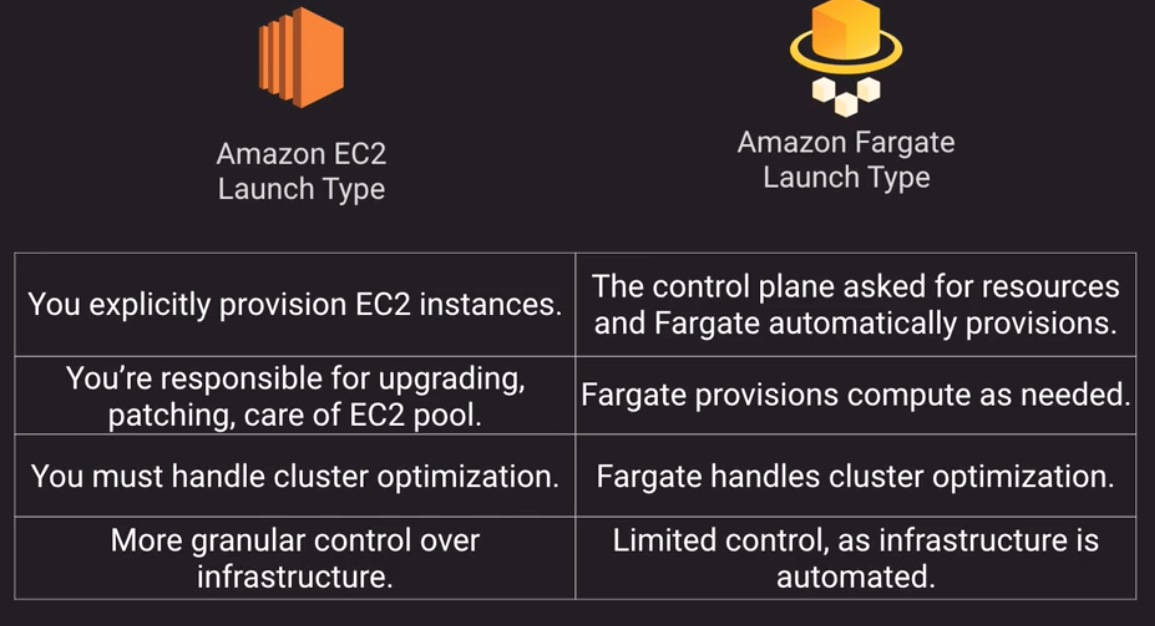 Amazon EC2
Launch Type
Amazon Fargate
Launch Type
You explicitly provision EC2 instances.
The control plane asked for resources
and Fargate automatically provisions.
You’re responsible for upgrading,
patching, care of EC2 pool.
Fargate provisions compute as needed.
You must handle cluster optimization.
Fargate handles cluster optimization.
More granular control over
infrastructure.
Limited control, as infrastructure is
automated.